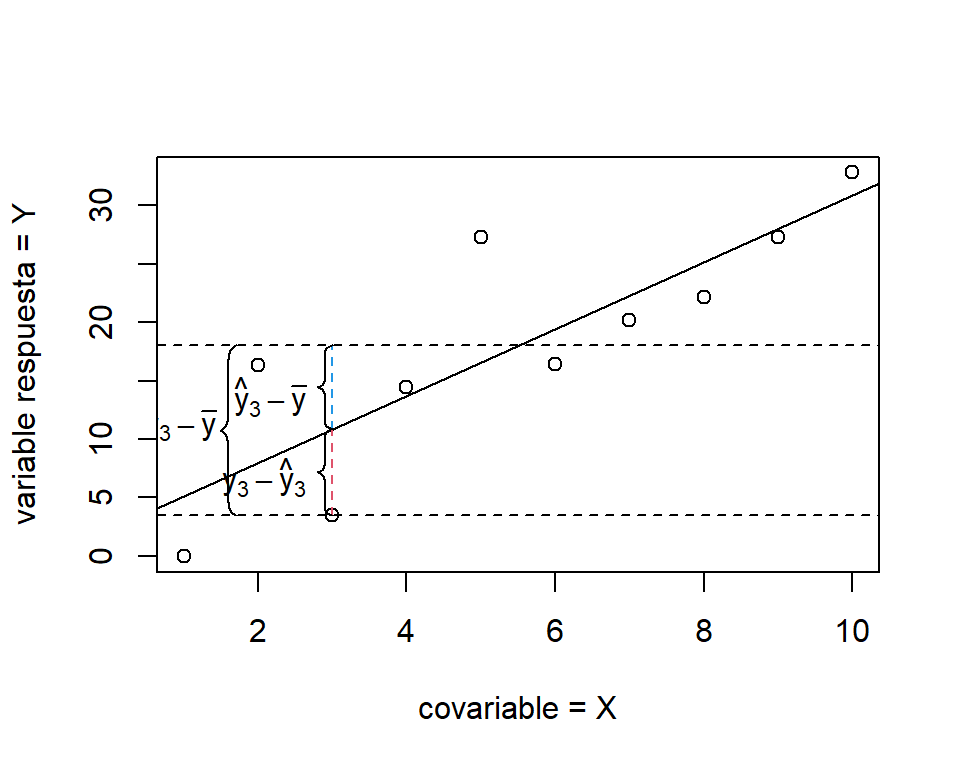 variable respuesta = Y
30
20
10
5
0
ŷ₃ − ȳ
₃ − ȳ
y₃ − ŷ₃
2 4 6 8 10
covariable = X